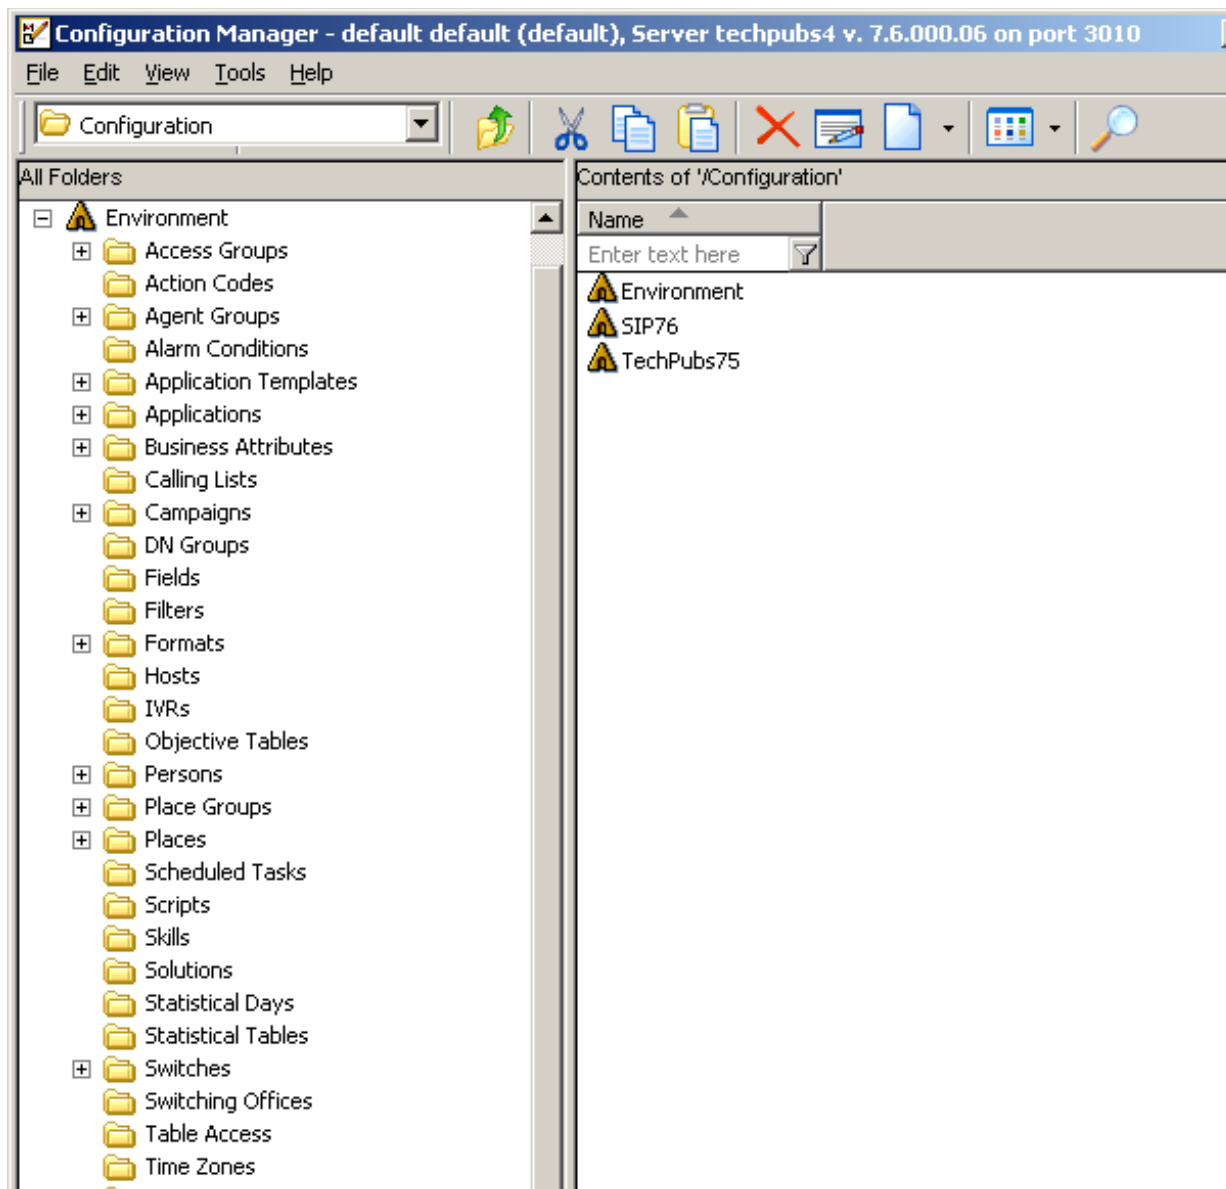 Configuration Manager - default default (default), Server techpubs4 v. 7.6.000.06 on port 3010
File Edit View Tools Help
Configuration
All Folders
Environment
Access Groups
Action Codes
Agent Groups
Alarm Conditions
Application Templates
Applications
Business Attributes
Calling Lists
Campaigns
DN Groups
Fields
Filters
Formats
Hosts
IVRs
Objective Tables
Persons
Place Groups
Places
Scheduled Tasks
Scripts
Skills
Solutions
Statistical Days
Statistical Tables
Switches
Switching Offices
Table Access
Time Zones
Contents of '/Configuration'
Name
Enter text here
Environment
SIP76
TechPubs75